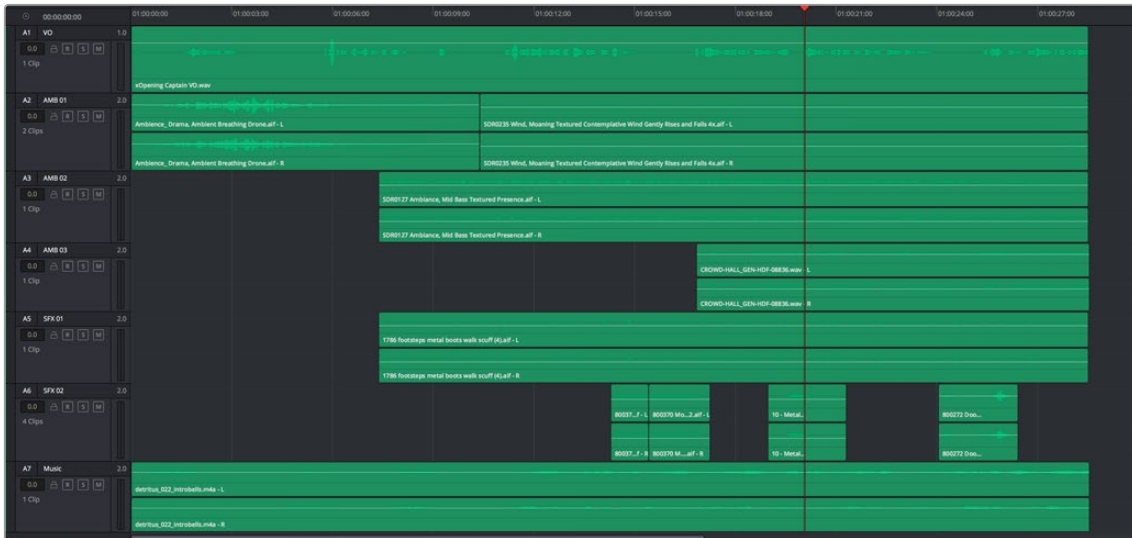 00:00:00:00 01:00:00:00 01:00:03:00 01:00:06:00 01:00:09:00 01:00:12:00 01:00:15:00 01:00:18:00 01:00:21:00 01:00:24:00 01:00:27:00
A1 VO 1.0
0.0 R S M
1 Clip
xOpening Captain VO.wav
A2 AMB 01 2.0
0.0 R S M
2 Clips
Ambience_ Drama, Ambient Breathing Drone.aif - L SDR0235 Wind, Moaning Textured Contemplative Wind Gently Rises and Falls 4x.aif - L
Ambience_ Drama, Ambient Breathing Drone.aif - R SDR0235 Wind, Moaning Textured Contemplative Wind Gently Rises and Falls 4x.aif - R
A3 AMB 02 2.0
0.0 R S M
1 Clip
SDR0127 Ambiance, Mid Bass Textured Presence.aif - L
SDR0127 Ambiance, Mid Bass Textured Presence.aif - R
A4 AMB 03 2.0
0.0 R S M
1 Clip
CROWD-HALL_GEN-HDF-08836.wav - L
CROWD-HALL_GEN-HDF-08836.wav - R
A5 SFX 01 2.0
0.0 R S M
1 Clip
1786 footsteps metal boots walk scuff (4).aif - L
1786 footsteps metal boots walk scuff (4).aif - R
A6 SFX 02 2.0
0.0 R S M
4 Clips
80037...f - L 800370 Mo...2.aif - L 10 - Metal... 800272 Doo...
80037...f - R 800370 M....aif - R 10 - Metal... 800272 Doo...
A7 Music 2.0
0.0 R S M
1 Clip
detritus_022_introbells.m4a - L
detritus_022_introbells.m4a - R